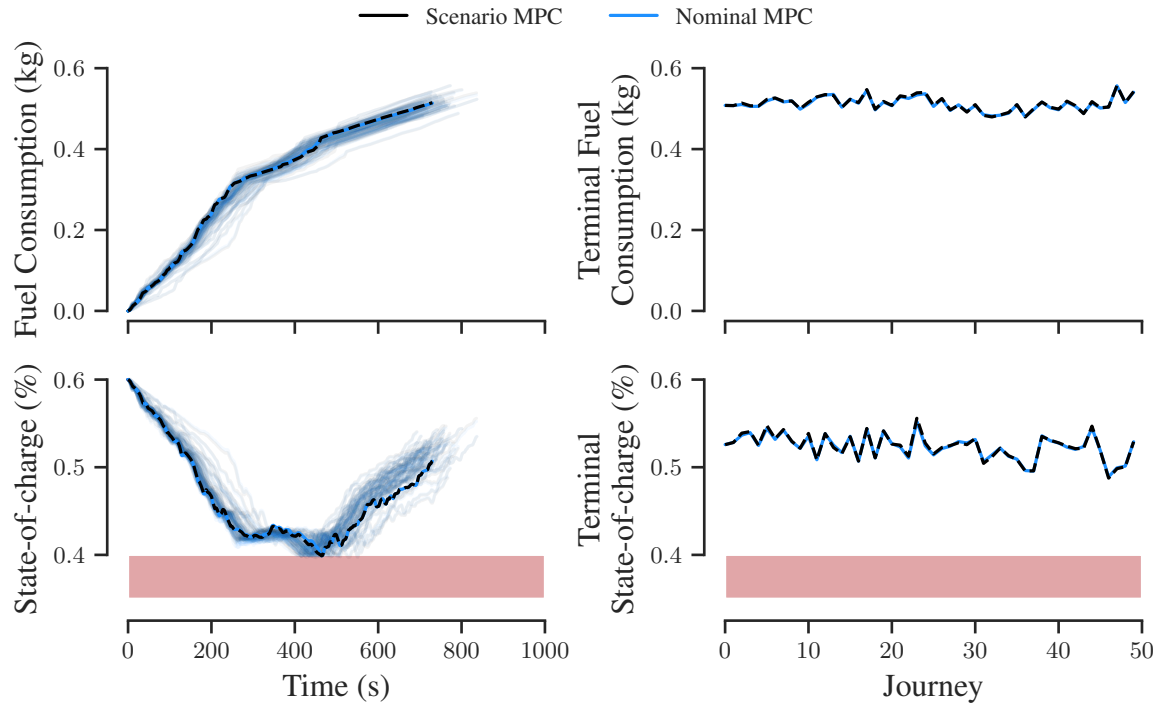 Scenario MPC
Nominal MPC
Fuel Consumption (kg)
0.6
0.4
0.2
0.0
Terminal Fuel
Consumption (kg)
0.6
0.4
0.2
0.0
State-of-charge (%)
0.6
0.5
0.4
0 200 400 600 800 1000
Time (s)
Terminal
State-of-charge (%)
0.6
0.5
0.4
0 10 20 30 40 50
Journey